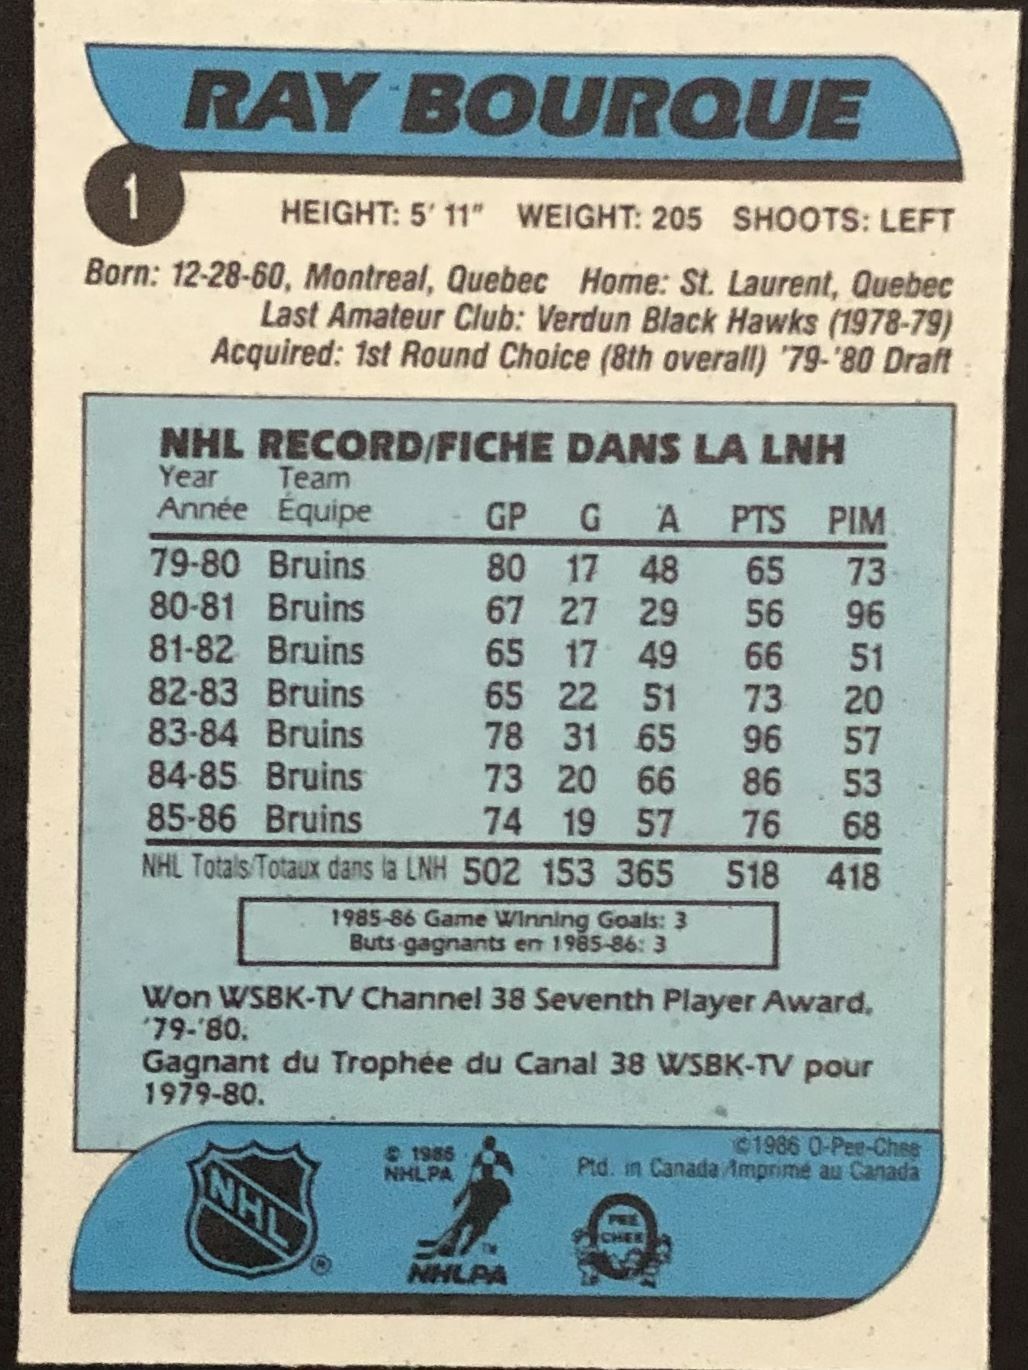 RAY BOURQUE
1
HEIGHT: 5' 11" WEIGHT: 205 SHOOTS: LEFT
Born: 12-28-60, Montreal, Quebec Home: St. Laurent, Quebec
Last Amateur Club: Verdun Black Hawks (1978-79)
Acquired: 1st Round Choice (8th overall) '79-'80 Draft
NHL RECORD/FICHE DANS LA LNH
Year Team
Année Équipe GP G A PTS PIM
79-80 Bruins 80 17 48 65 73
80-81 Bruins 67 27 29 56 96
81-82 Bruins 65 17 49 66 51
82-83 Bruins 65 22 51 73 20
83-84 Bruins 78 31 65 96 57
84-85 Bruins 73 20 66 86 53
85-86 Bruins 74 19 57 76 68
NHL Totals/Totaux dans la LNH 502 153 365 518 418
1985-86 Game Winning Goals: 3
Buts gagnants en 1985-86: 3
Won WSBK-TV Channel 38 Seventh Player Award,
'79-'80.
Gagnant du Trophée du Canal 38 WSBK-TV pour
1979-80.
©1986 O-Pee-Chee
Ptd. in Canada/Imprimé au Canada
© 1986
NHLPA
NHL
®
TM
NHLPA
PEE
CHEE